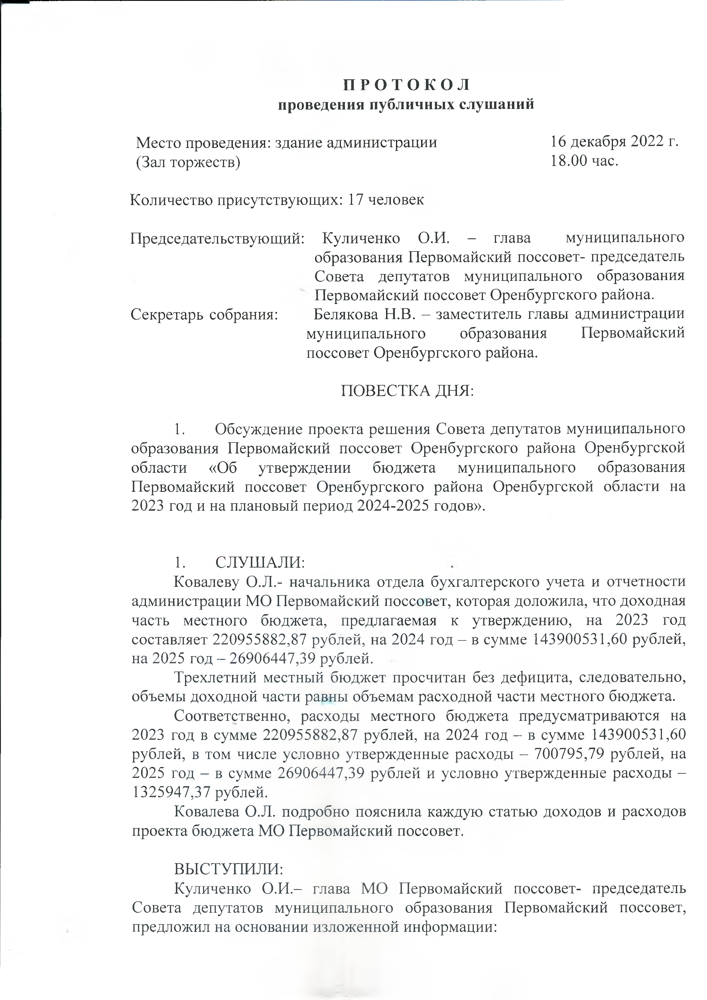 П Р О Т О К О Л
проведения публичных слушаний
Место проведения: здание администрации 16 декабря 2022 г.
(Зал торжеств) 18.00 час.
Количество присутствующих: 17 человек
Председательствующий: Куличенко О.И. – глава муниципального
образования Первомайский поссовет- председатель
Совета депутатов муниципального образования
Первомайский поссовет Оренбургского района.
Секретарь собрания: Белякова Н.В. – заместитель главы администрации
муниципального образования Первомайский
поссовет Оренбургского района.
ПОВЕСТКА ДНЯ:
1. Обсуждение проекта решения Совета депутатов муниципального
образования Первомайский поссовет Оренбургского района Оренбургской
области «Об утверждении бюджета муниципального образования
Первомайский поссовет Оренбургского района Оренбургской области на
2023 год и на плановый период 2024-2025 годов».
1. СЛУШАЛИ:
Ковалеву О.Л.- начальника отдела бухгалтерского учета и отчетности
администрации МО Первомайский поссовет, которая доложила, что доходная
часть местного бюджета, предлагаемая к утверждению, на 2023 год
составляет 220955882,87 рублей, на 2024 год – в сумме 143900531,60 рублей,
на 2025 год – 26906447,39 рублей.
Трехлетний местный бюджет просчитан без дефицита, следовательно,
объемы доходной части равны объемам расходной части местного бюджета.
Соответственно, расходы местного бюджета предусматриваются на
2023 год в сумме 220955882,87 рублей, на 2024 год – в сумме 143900531,60
рублей, в том числе условно утвержденные расходы – 700795,79 рублей, на
2025 год – в сумме 26906447,39 рублей и условно утвержденные расходы –
1325947,37 рублей.
Ковалева О.Л. подробно пояснила каждую статью доходов и расходов
проекта бюджета МО Первомайский поссовет.
ВЫСТУПИЛИ:
Куличенко О.И.– глава МО Первомайский поссовет- председатель
Совета депутатов муниципального образования Первомайский поссовет,
предложил на основании изложенной информации: